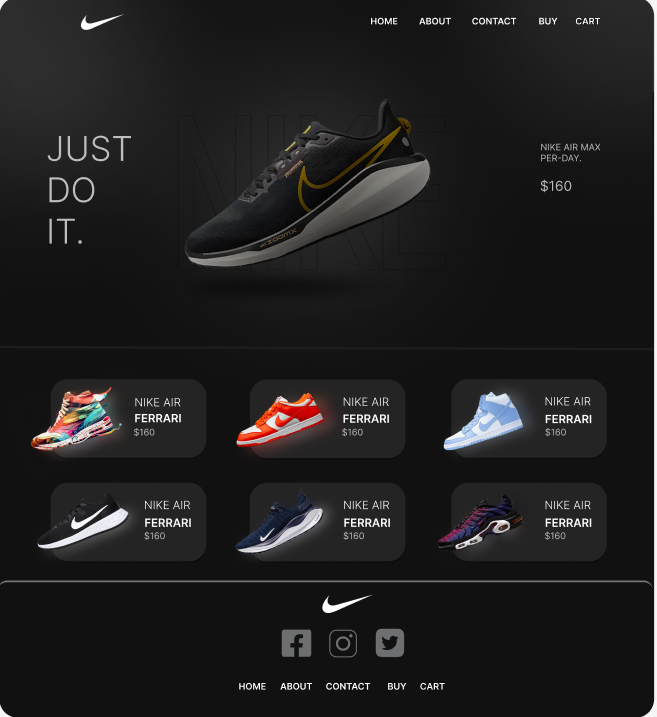 HOME ABOUT CONTACT BUY CART
NIKE
JUST
DO
IT.
NIKE AIR MAX
PER-DAY.
$160
ZOOMX
NIKE AIR
FERRARI
$160
NIKE AIR
FERRARI
$160
NIKE AIR
FERRARI
$160
NIKE AIR
FERRARI
$160
NIKE AIR
FERRARI
$160
NIKE AIR
FERRARI
$160
HOME ABOUT CONTACT BUY CART